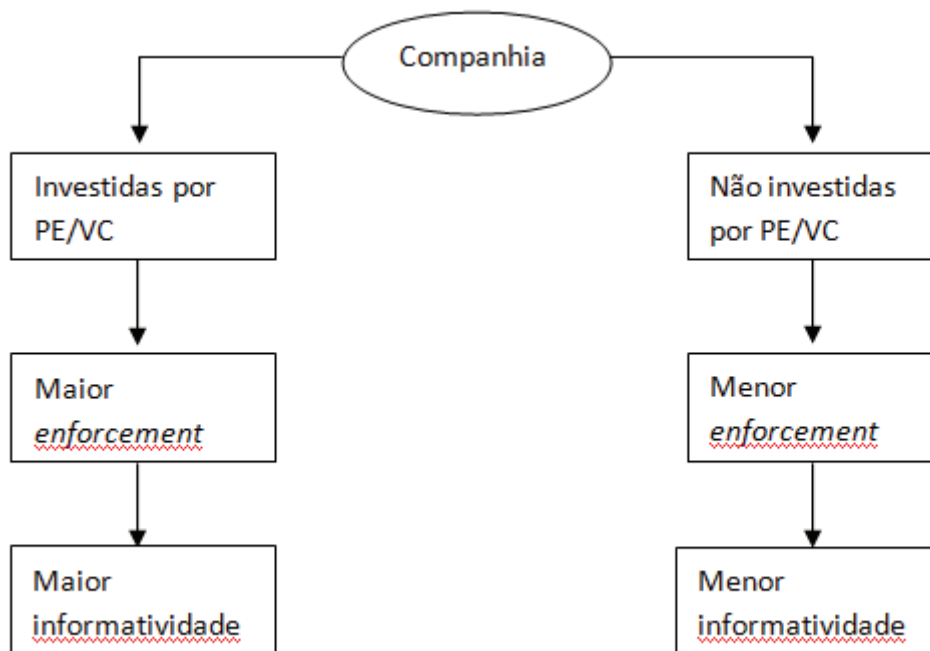 Companhia
Investidas por
PE/VC
Não investidas
por PE/VC
Maior
enforcement
Menor
enforcement
Maior
informatividade
Menor
informatividade